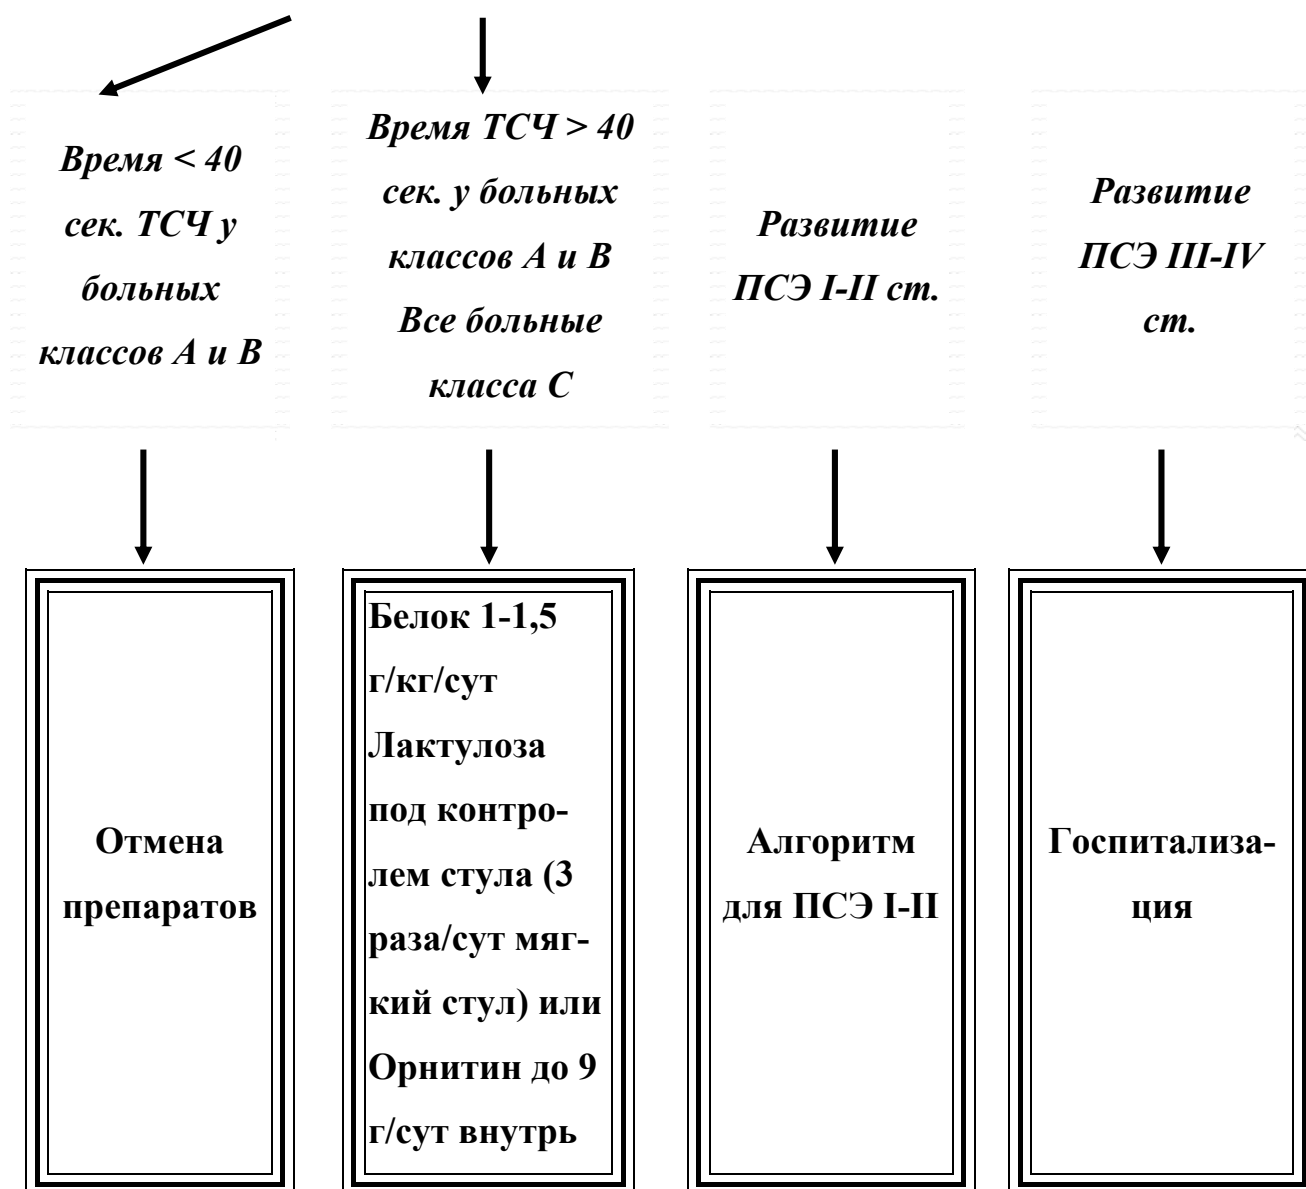 Время < 40
сек. ТСЧ у
больных
классов А и В
Время ТСЧ > 40
сек. у больных
классов А и В
Все больные
класса С
Развитие
ПСЭ I-II ст.
Развитие
ПСЭ III-IV
ст.
Отмена
препаратов
Белок 1-1,5
г/кг/сут
Лактулоза
под контро-
лем стула (3
раза/сут мяг-
кий стул) или
Орнитин до 9
г/сут внутрь
Алгоритм
для ПСЭ I-II
Госпитализа-
ция